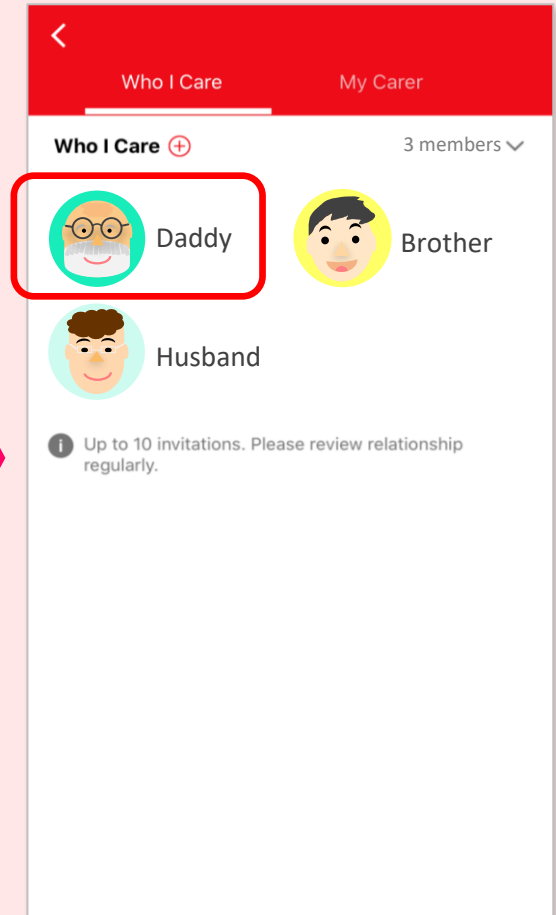 Who I Care My Carer
Who I Care 3 members
Daddy Brother
Husband
Up to 10 invitations. Please review relationship
regularly.